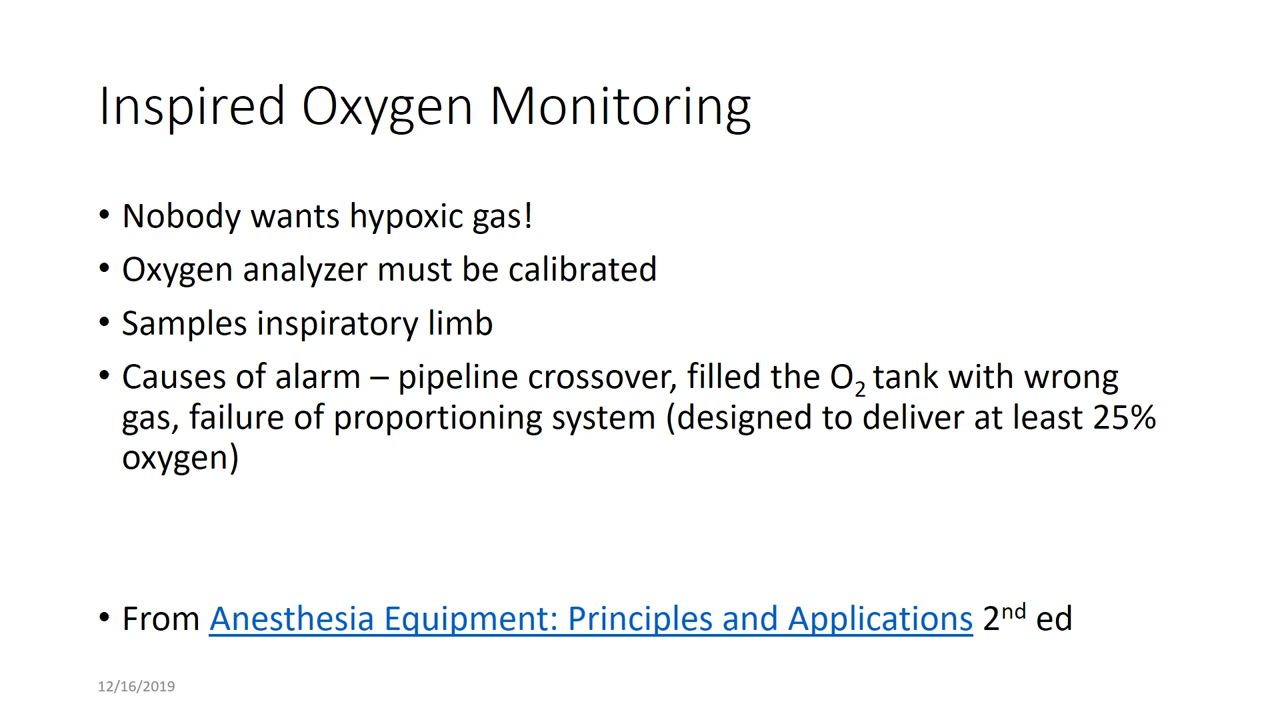 Inspired Oxygen Monitoring
• Nobody wants hypoxic gas!
• Oxygen analyzer must be calibrated
• Samples inspiratory limb
• Causes of alarm – pipeline crossover, filled the O₂ tank with wrong
gas, failure of proportioning system (designed to deliver at least 25%
oxygen)
• From Anesthesia Equipment: Principles and Applications 2nd ed
12/16/2019